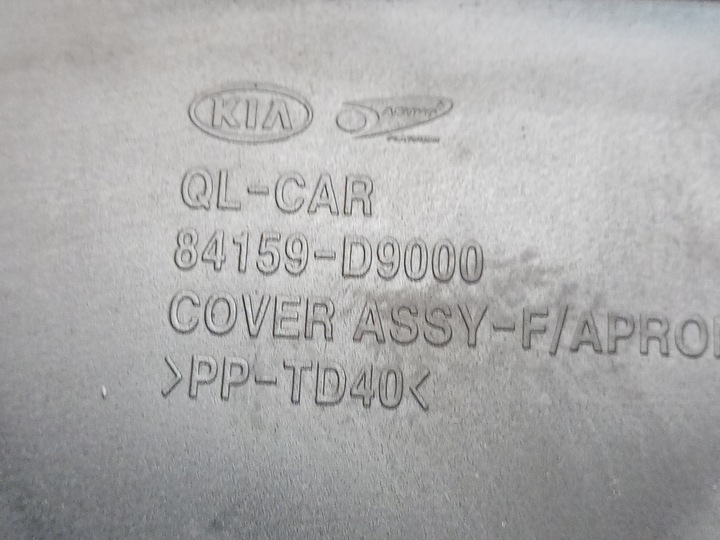 KIA
QL-CAR
84159-D9000
COVER ASSY-F/APRO
>PP-TD40<